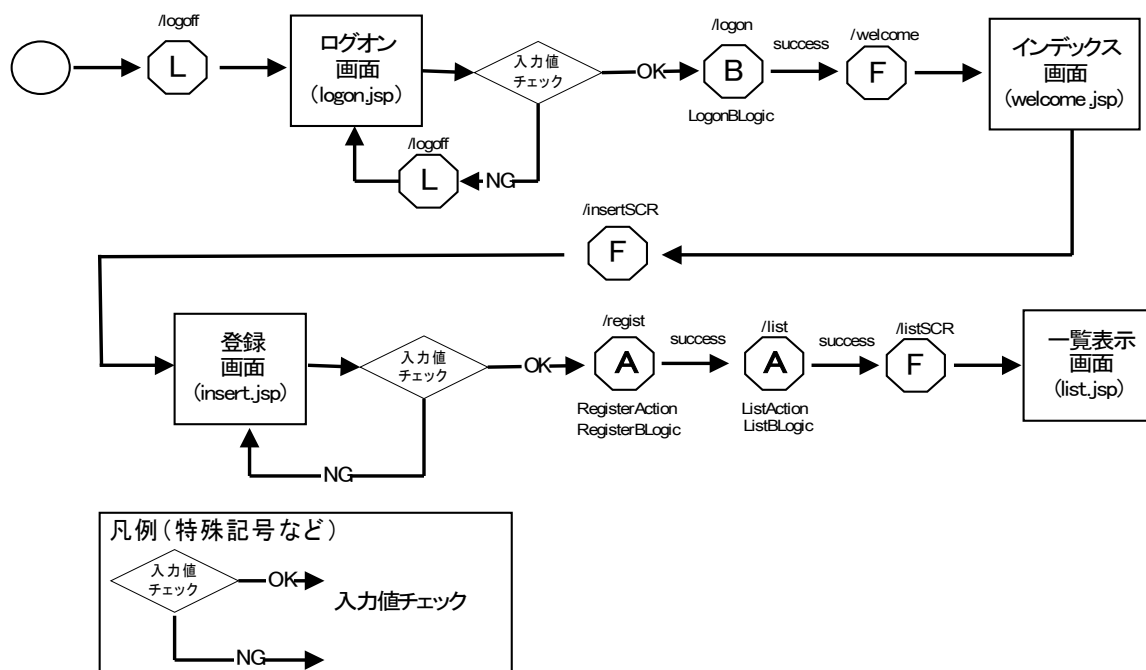 /logoff
L
ログオン
画面
(logon.jsp)
入力値
チェック
OK
/logon
B
LogonBLogic
success
/welcome
F
インデックス
画面
(welcome.jsp)
/logoff
L
NG
/insertSCR
F
登録
画面
(insert.jsp)
入力値
チェック
OK
NG
/regist
A
RegisterAction
RegisterBLogic
success
/list
A
ListAction
ListBLogic
success
/listSCR
F
一覧表示
画面
(list.jsp)
凡例(特殊記号など)
入力値
チェック
OK
NG
入力値チェック